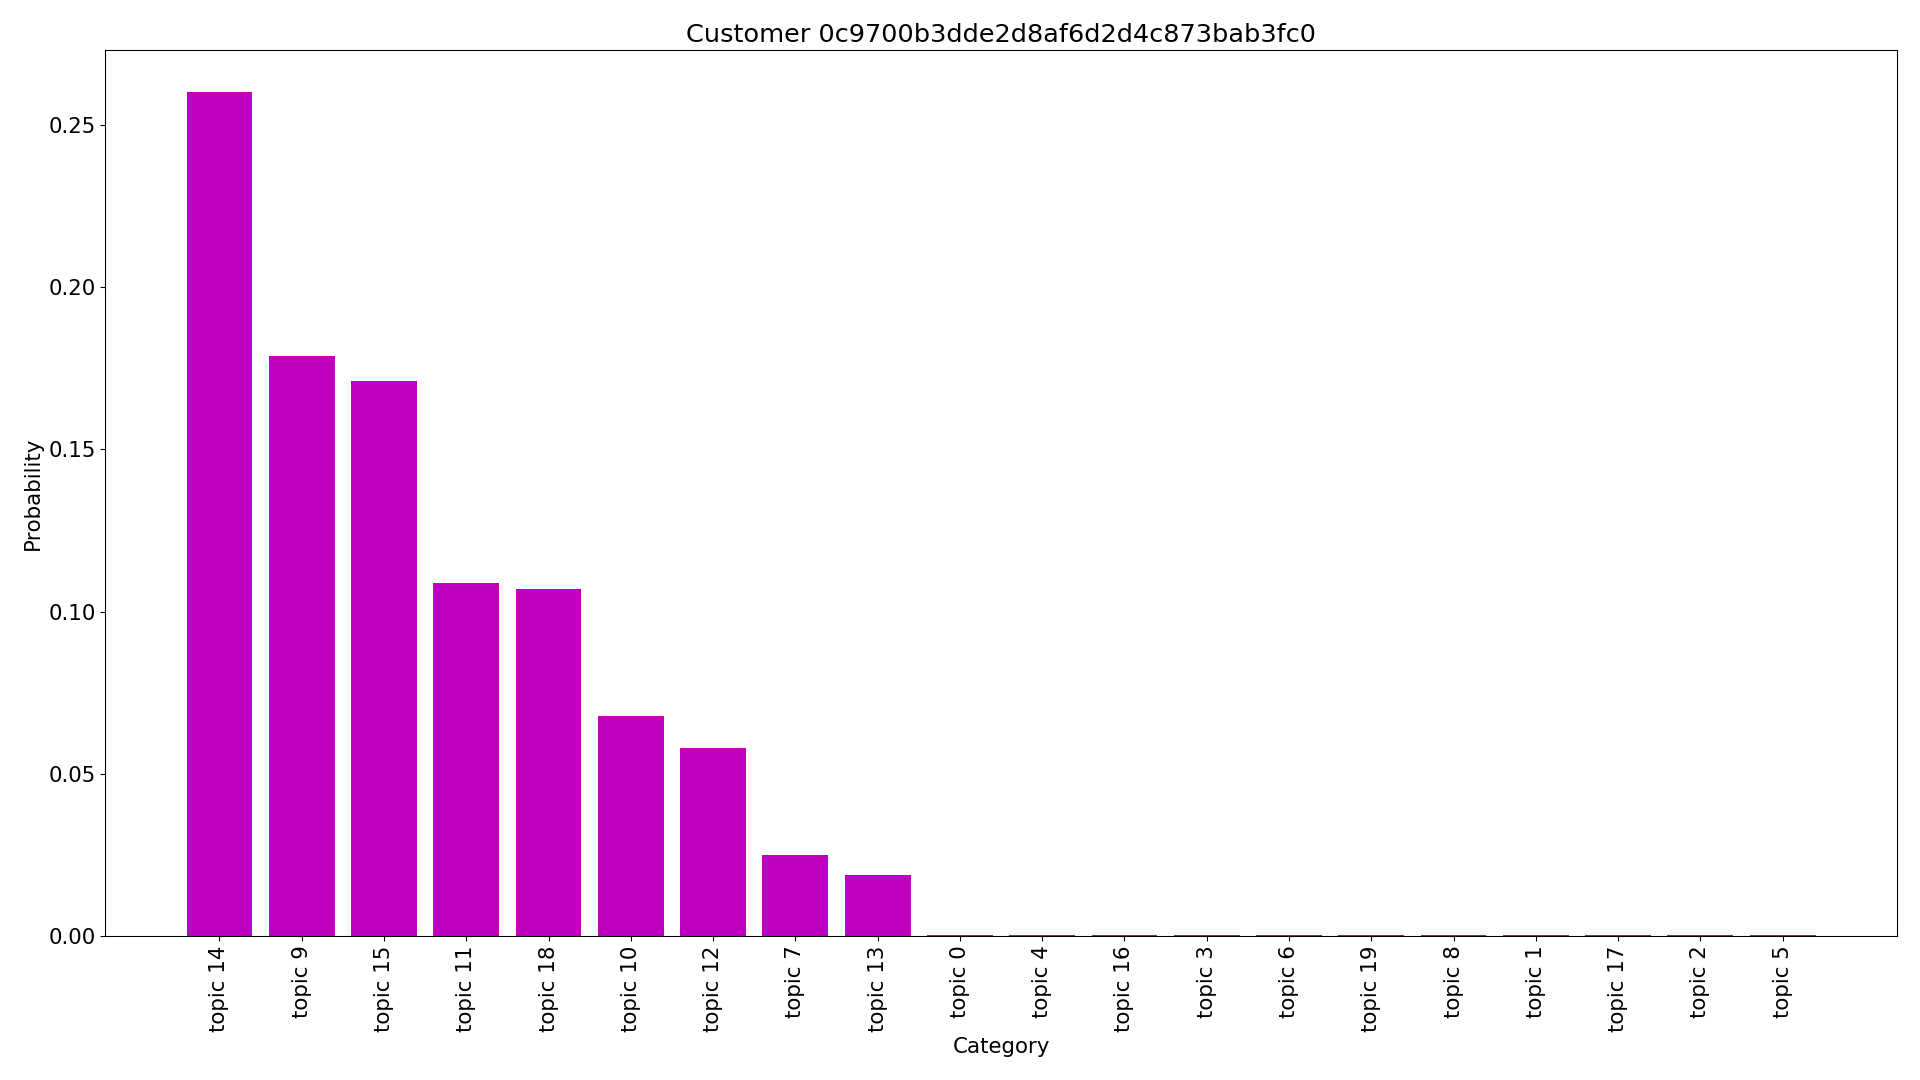 Customer 0c9700b3dde2d8af6d2d4c873bab3fc0
Probability
0.25
0.20
0.15
0.10
0.05
0.00
topic 14
topic 9
topic 15
topic 11
topic 18
topic 10
topic 12
topic 7
topic 13
topic 0
topic 4
topic 16
topic 3
topic 6
topic 19
topic 8
topic 1
topic 17
topic 2
topic 5
Category